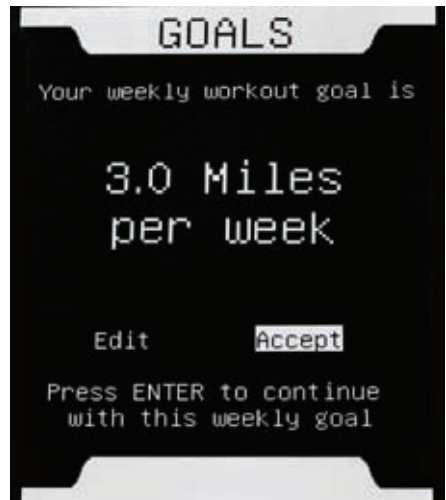 GOALS
Your weekly workout goal is
3.0 Miles
per week
Edit Accept
Press ENTER to continue
with this weekly goal